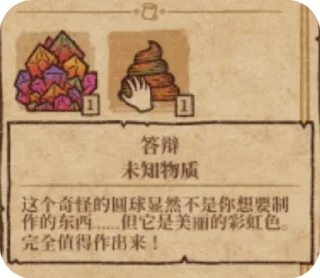 1
1
答辩
未知物质
这个奇怪的圆球显然不是你想要制
作的东西……但它是美丽的彩虹色。
完全值得作出来！